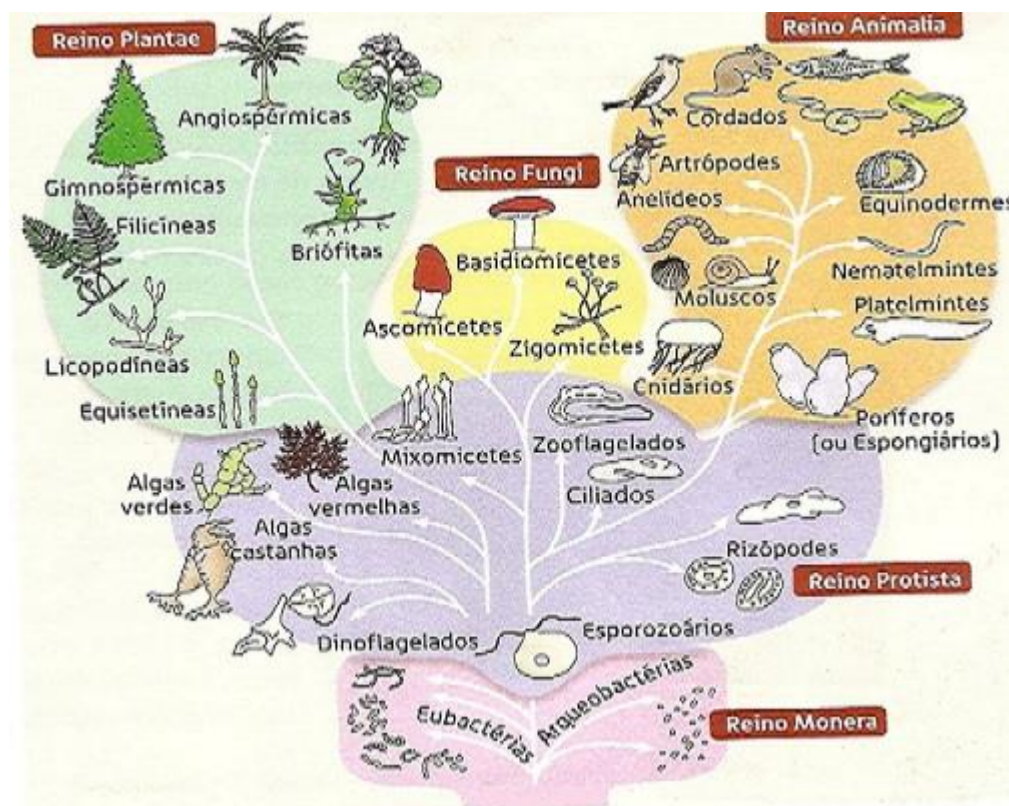 Reino Plantae
Angiospérmicas
Gimnospérmicas
Filicíneas
Briófitas
Licopodíneas
Equisetíneas
Reino Fungi
Basidiomicetes
Ascomicetes
Zigomicetes
Reino Animalia
Cordados
Artrópodes
Anelídeos
Equinodermes
Nematelmintes
Moluscos
Platelmintes
Cnidários
Poríferos
(ou Espongiários)
Mixomicetes
Zooflagelados
Ciliados
Algas
verdes
Algas
vermelhas
Algas
castanhas
Rizópodes
Reino Protista
Dinoflagelados
Esporozoários
Eubactérias
Arqueobactérias
Reino Monera